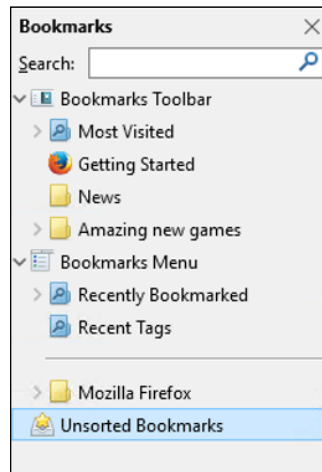 Bookmarks
Search:
Bookmarks Toolbar
Most Visited
Getting Started
News
Amazing new games
Bookmarks Menu
Recently Bookmarked
Recent Tags
Mozilla Firefox
Unsorted Bookmarks